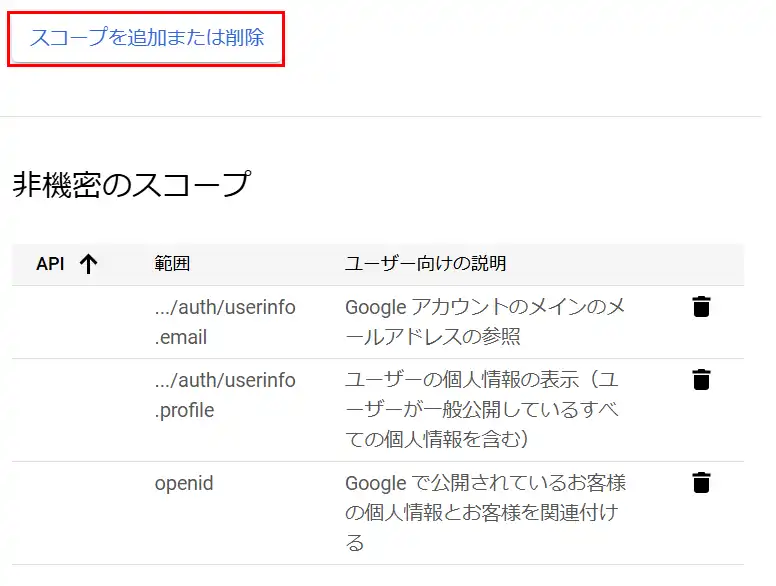 スコープを追加または削除
非機密のスコープ
API 範囲 ユーザー向けの説明
.../auth/userinfo Google アカウントのメインのメ
.email ールアドレスの参照
.../auth/userinfo ユーザーの個人情報の表示（ユ
.profile ーザーが一般公開しているすべ
ての個人情報を含む）
openid Google で公開されているお客様
の個人情報とお客様を関連付け
る